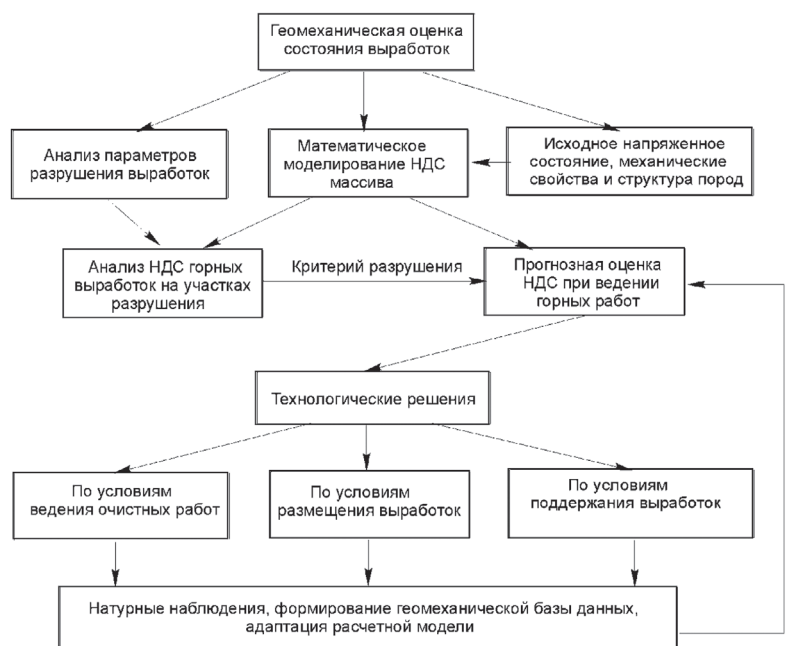 Геомеханическая оценка
состояния выработок
Анализ параметров
разрушения выработок
Математическое
моделирование НДС
массива
Исходное напряженное
состояние, механические
свойства и структура пород
Анализ НДС горных
выработок на участках
разрушения
Критерий разрушения
Прогнозная оценка
НДС при ведении
горных работ
Технологические решения
По условиям
ведения очистных работ
По условиям
размещения выработок
По условиям
поддержания выработок
Натурные наблюдения, формирование геомеханической базы данных,
адаптация расчетной модели